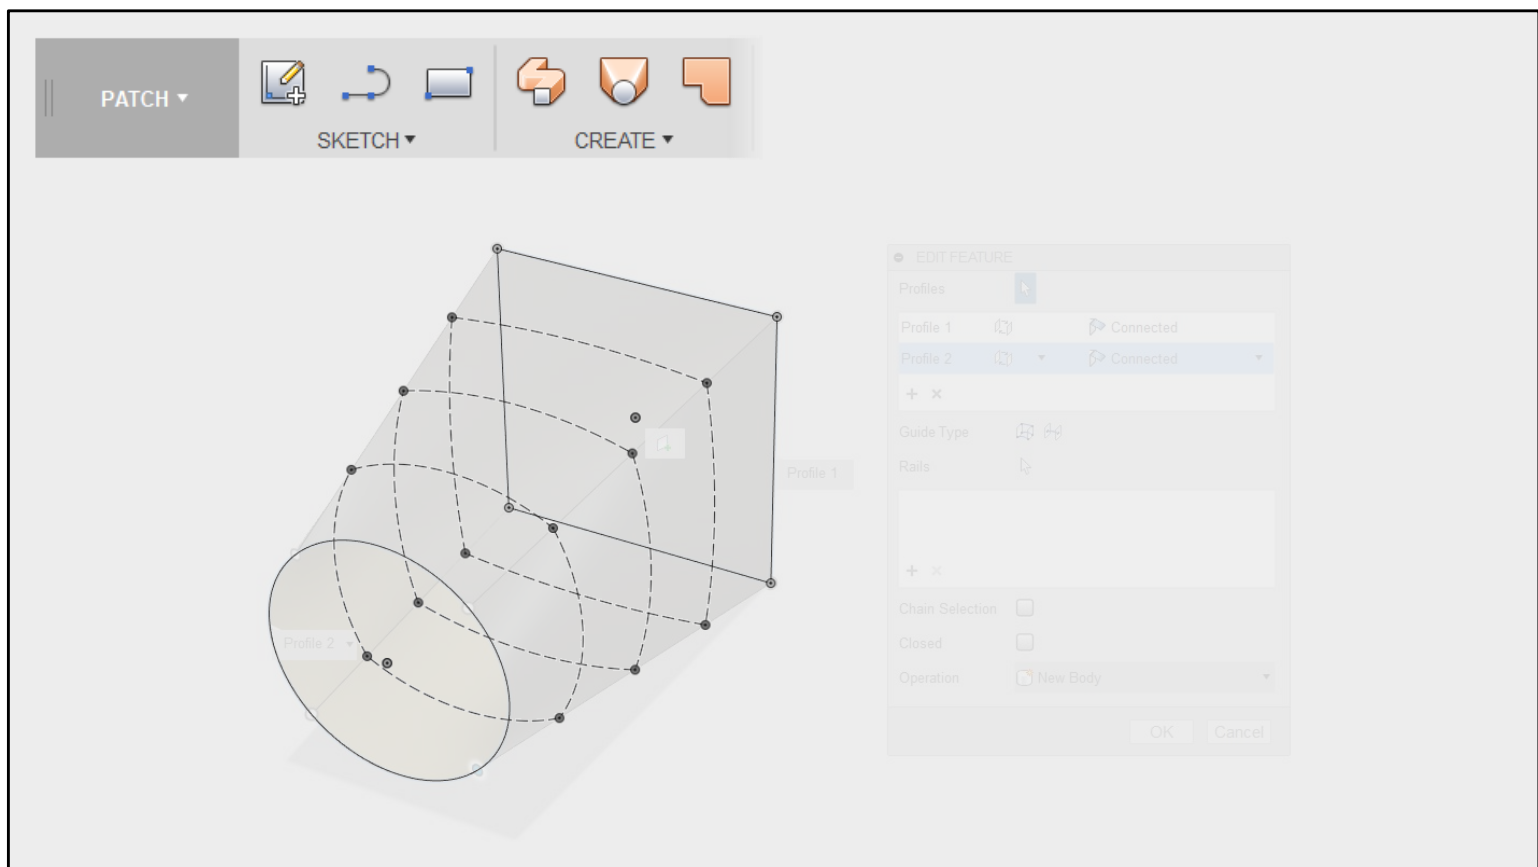 PATCH
SKETCH
CREATE
EDIT FEATURE
Profiles
Profile 1 Connected
Profile 2 Connected
Guide Type
Rails
Profile 1
Profile 2
Chain Selection
Closed
Operation New Body
OK Cancel